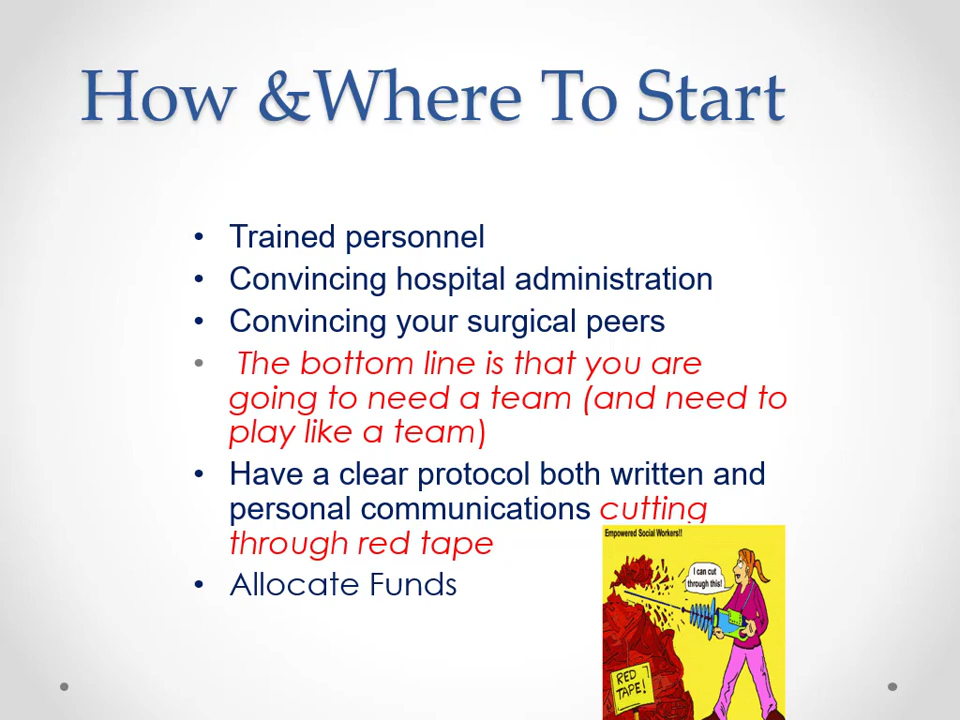 How &Where To Start
• Trained personnel
• Convincing hospital administration
• Convincing your surgical peers
• The bottom line is that you are
going to need a team (and need to
play like a team)
• Have a clear protocol both written and
personal communications cutting
through red tape
• Allocate Funds
Empowered Social Workers!!
I can cut
through this!
RED
TAPE!